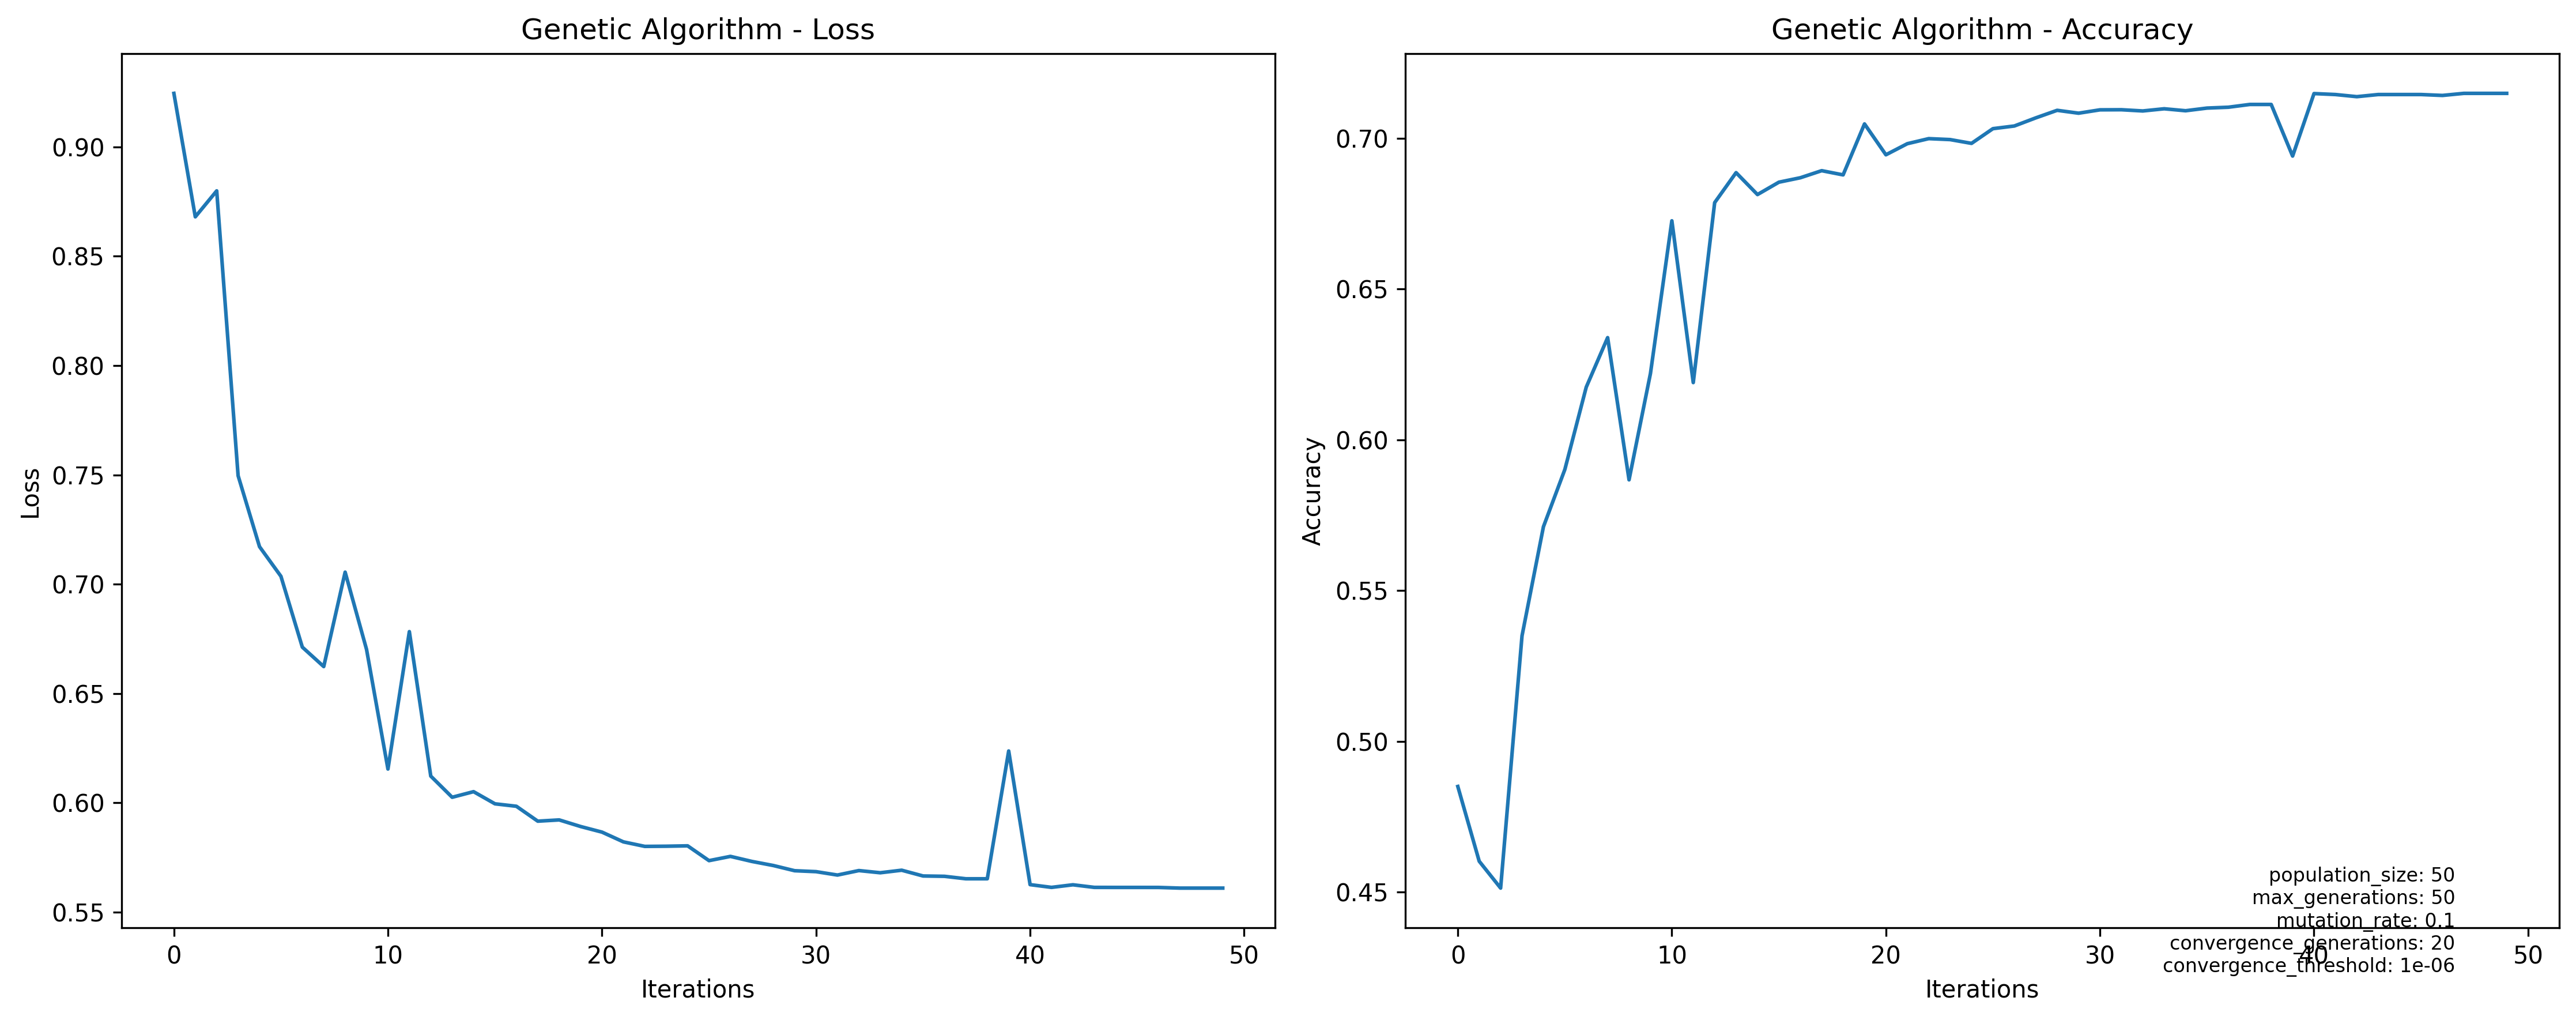 Genetic Algorithm - Loss
0.90
0.85
0.80
0.75
0.70
0.65
0.60
0.55
Loss
0 10 20 30 40 50
Iterations
Genetic Algorithm - Accuracy
0.70
0.65
0.60
0.55
0.50
0.45
Accuracy
0 10 20 30 40 50
Iterations
population_size: 50
max_generations: 50
mutation_rate: 0.1
convergence_generations: 20
convergence_threshold: 1e-06